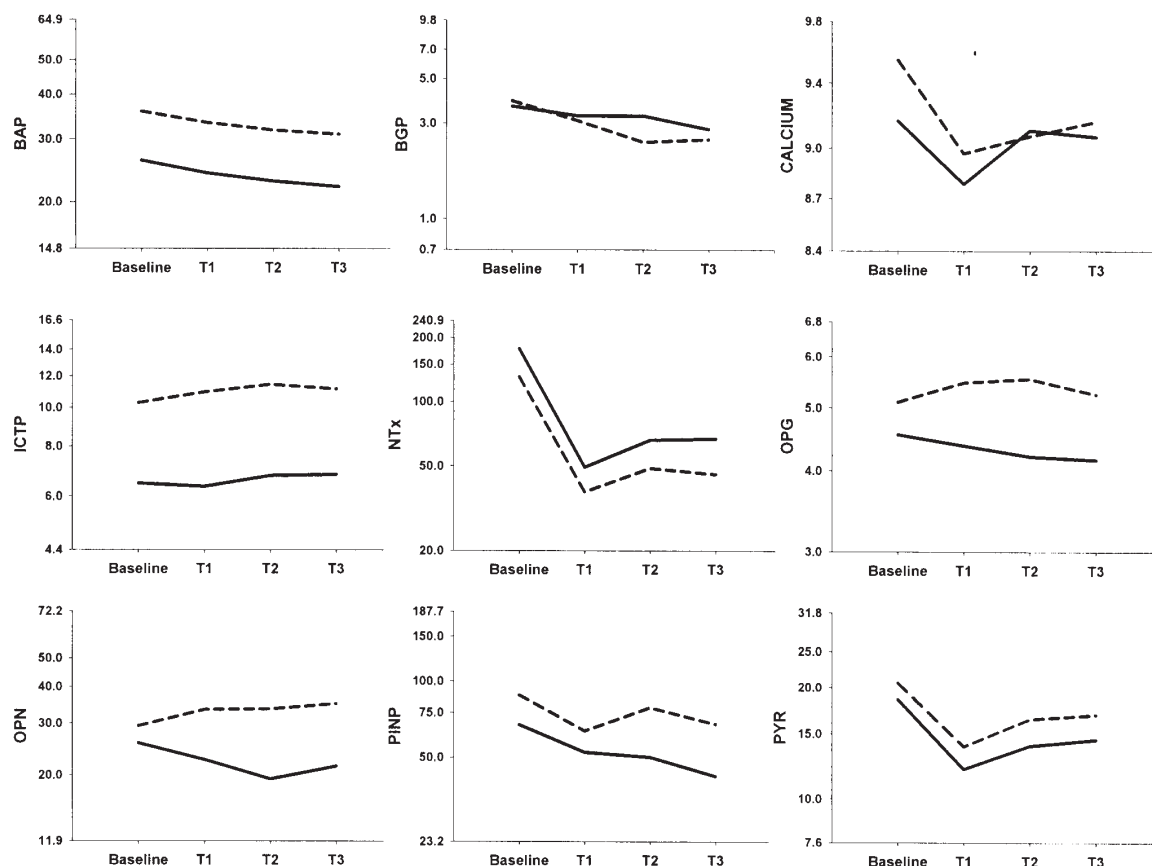 BAP
64.9
50.0
40.0
30.0
20.0
14.8
Baseline T1 T2 T3
BGP
9.8
7.0
5.0
3.0
1.0
0.7
Baseline T1 T2 T3
CALCIUM
9.8
9.4
9.0
8.7
8.4
Baseline T1 T2 T3
ICTP
16.6
14.0
12.0
10.0
8.0
6.0
4.4
Baseline T1 T2 T3
NTx
240.9
200.0
150.0
100.0
50.0
20.0
Baseline T1 T2 T3
OPG
6.8
6.0
5.0
4.0
3.0
Baseline T1 T2 T3
OPN
72.2
50.0
40.0
30.0
20.0
11.9
Baseline T1 T2 T3
PINP
187.7
150.0
100.0
75.0
50.0
23.2
Baseline T1 T2 T3
PYR
31.8
25.0
20.0
15.0
10.0
7.6
Baseline T1 T2 T3